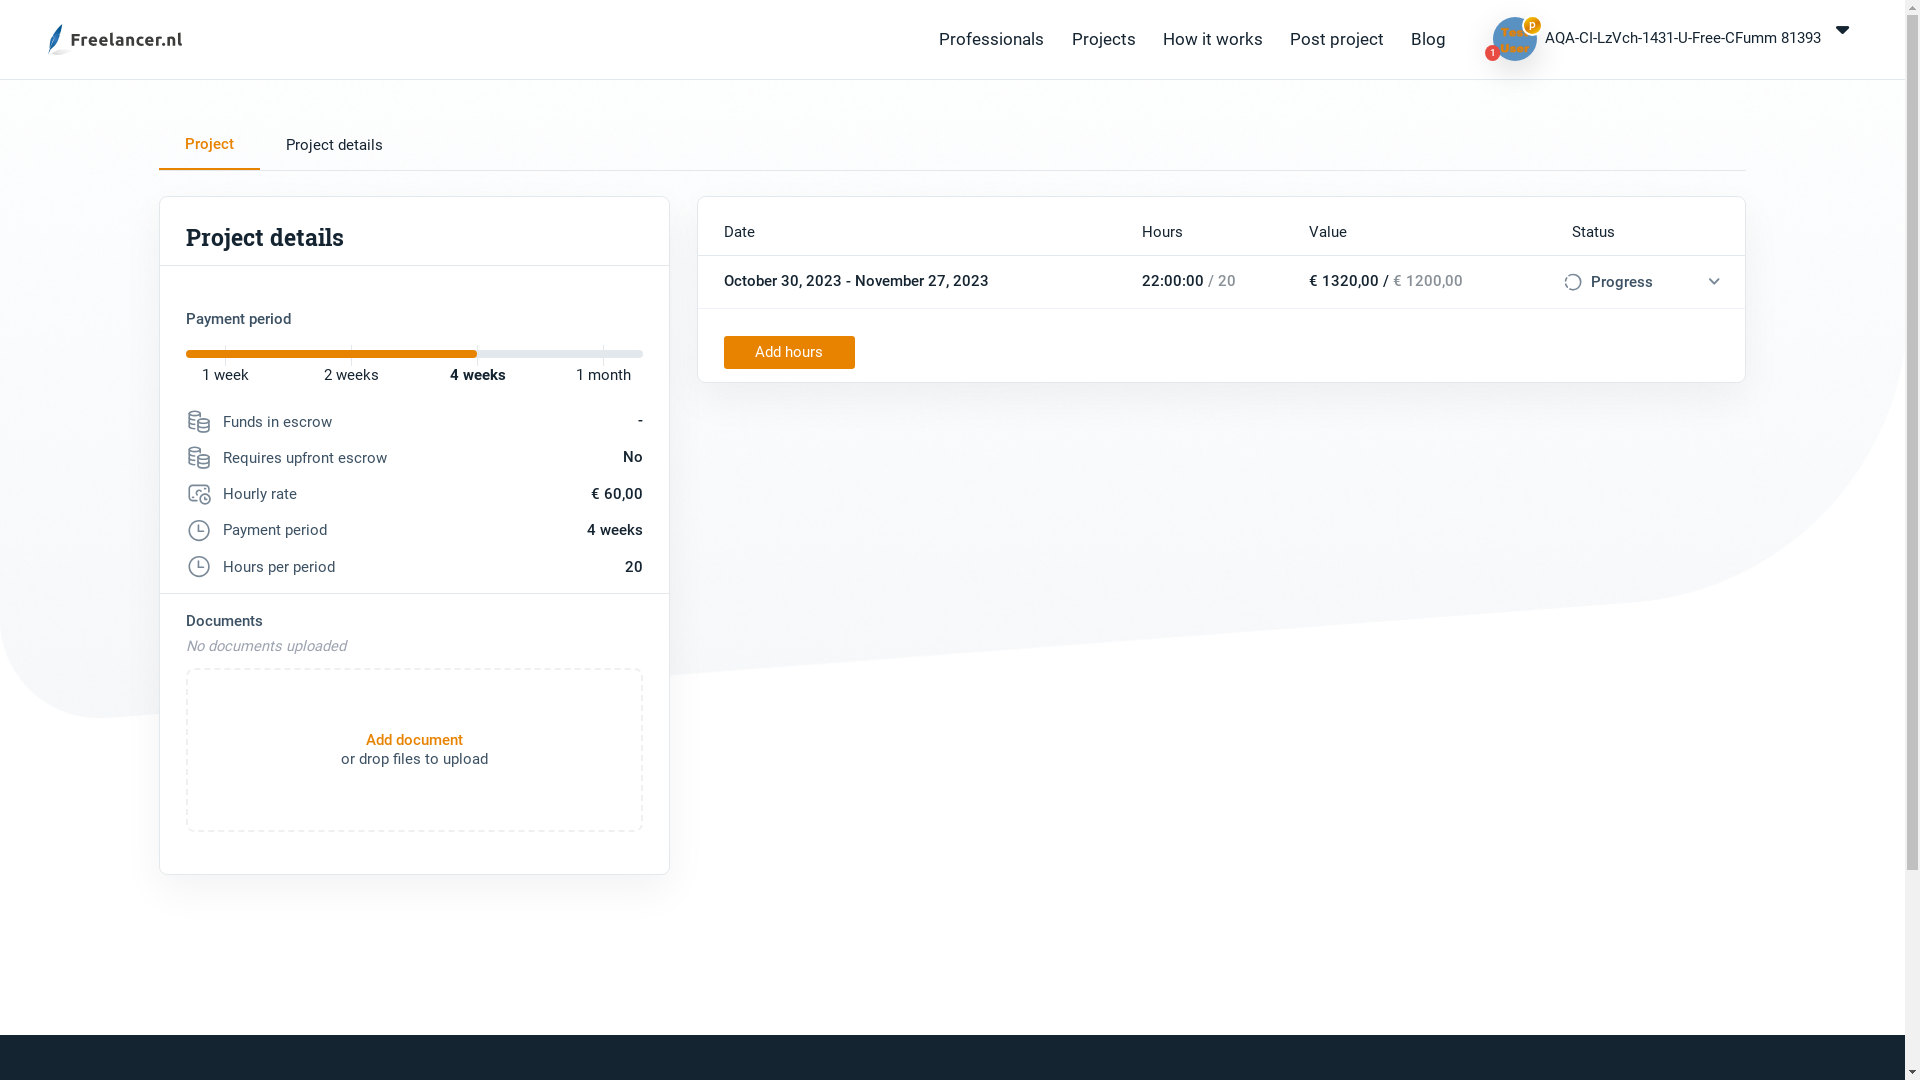 Freelancer.nl
Professionals
Projects
How it works
Post project
Blog
Test
User
P
1
AQA-CI-LzVch-1431-U-Free-CFumm 81393
Project
Project details
Project details
Payment period
1 week
2 weeks
4 weeks
1 month
Funds in escrow -
Requires upfront escrow No
Hourly rate € 60,00
Payment period 4 weeks
Hours per period 20
Documents
No documents uploaded
Add document
or drop files to upload
Date Hours Value Status
October 30, 2023 - November 27, 2023 22:00:00 / 20 € 1320,00 / € 1200,00 Progress
Add hours